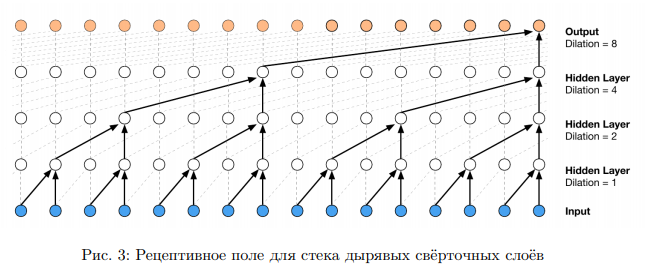 Output
Dilation = 8
Hidden Layer
Dilation = 4
Hidden Layer
Dilation = 2
Hidden Layer
Dilation = 1
Input
Рис. 3: Рецептивное поле для стека дырявых свёрточных слоёв